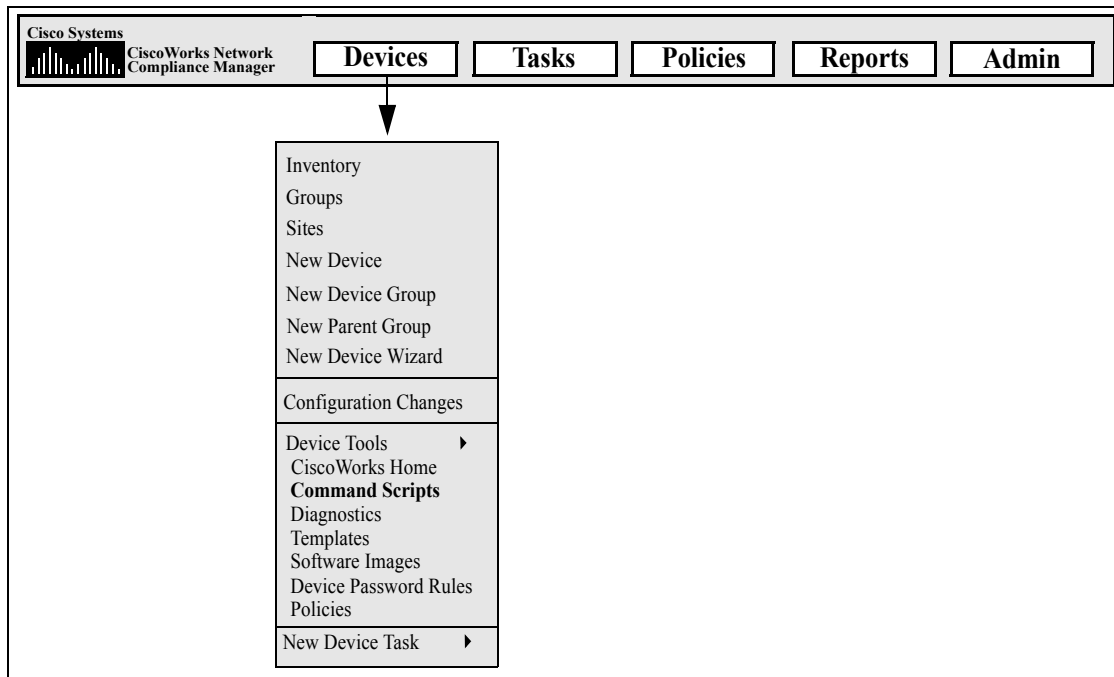 Cisco Systems
CiscoWorks Network
Compliance Manager
Devices
Tasks
Policies
Reports
Admin
Inventory
Groups
Sites
New Device
New Device Group
New Parent Group
New Device Wizard
Configuration Changes
Device Tools
CiscoWorks Home
Command Scripts
Diagnostics
Templates
Software Images
Device Password Rules
Policies
New Device Task